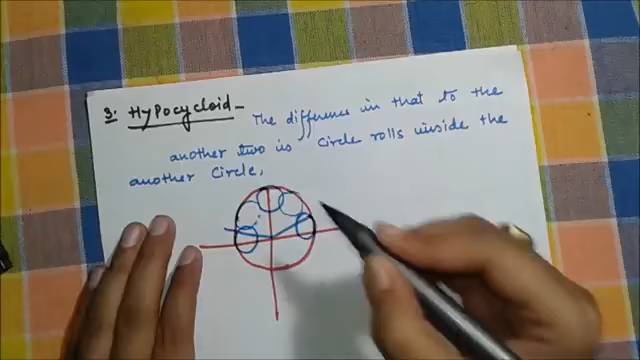 3. Hypocycloid - The difference in that to the
another two is circle rolls inside the
another circle.